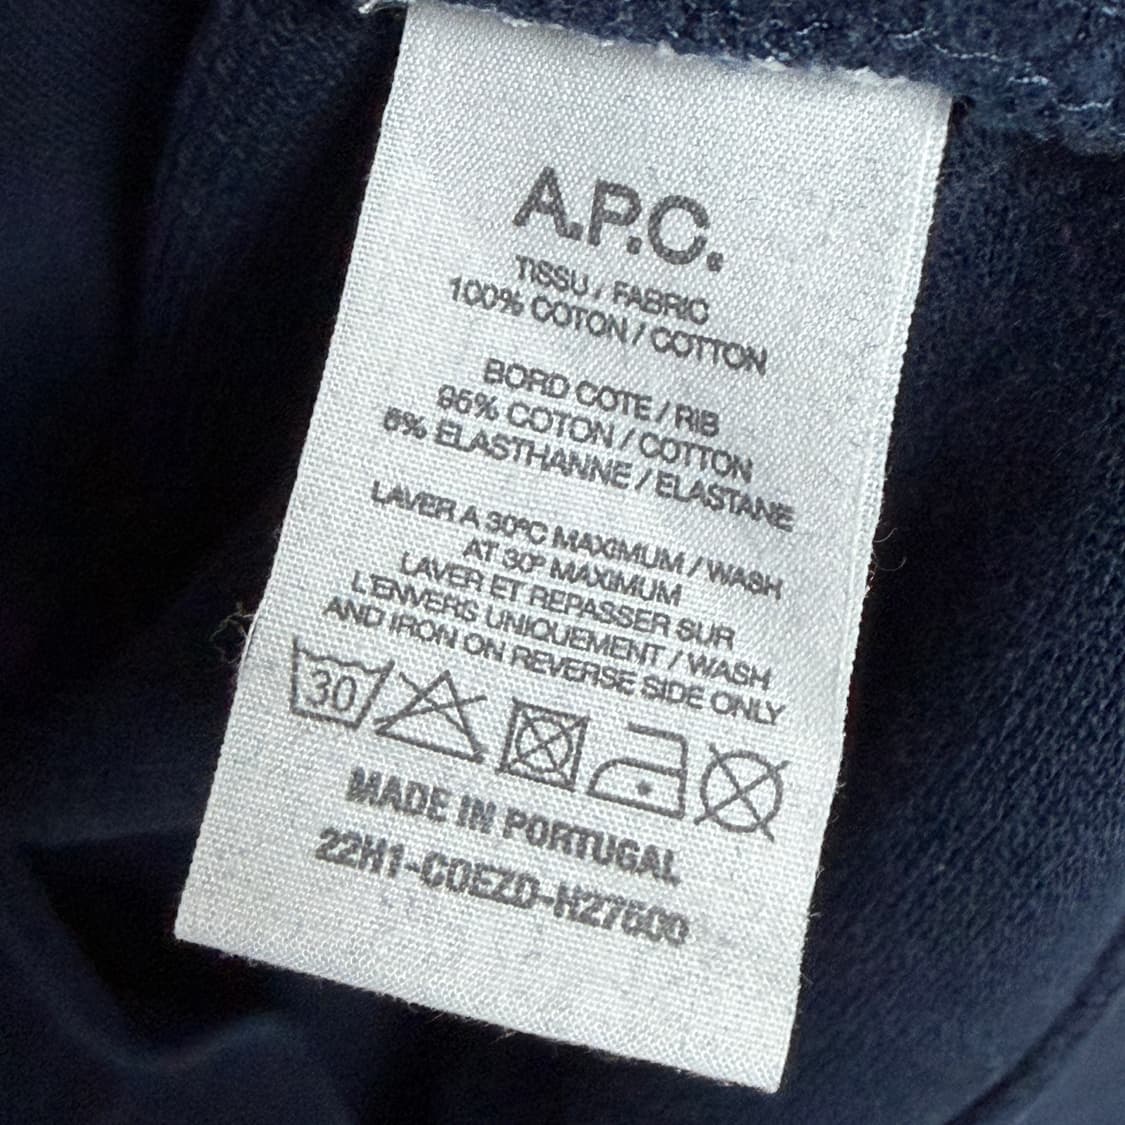 A.P.C.
TISSU / FABRIC
100% COTON / COTTON
BORD COTE / RIB
95% COTON / COTTON
5% ELASTHANNE / ELASTANE
LAVER A 30°C MAXIMUM / WASH
AT 30° MAXIMUM
LAVER ET REPASSER SUR
L'ENVERS UNIQUEMENT / WASH
AND IRON ON REVERSE SIDE ONLY
30
MADE IN PORTUGAL
22H1-COEZD-H27600